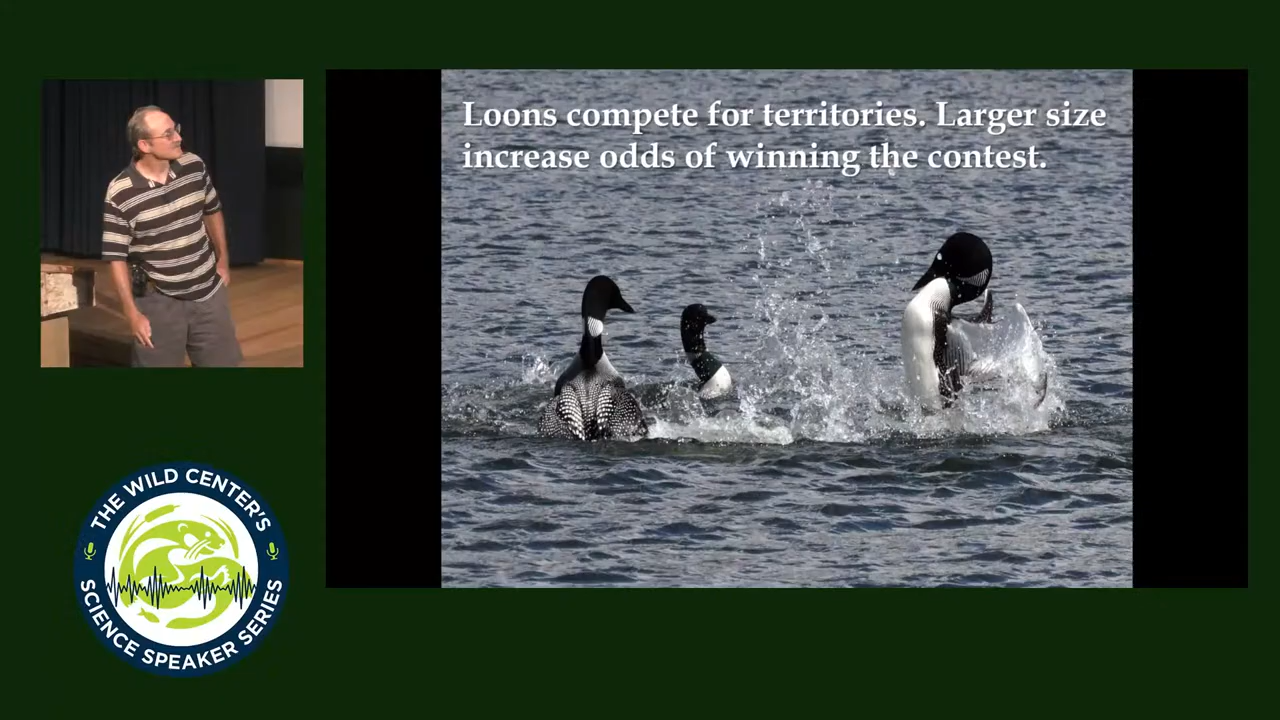 Loons compete for territories. Larger size
increase odds of winning the contest.
THE WILD CENTER'S
SCIENCE SPEAKER SERIES